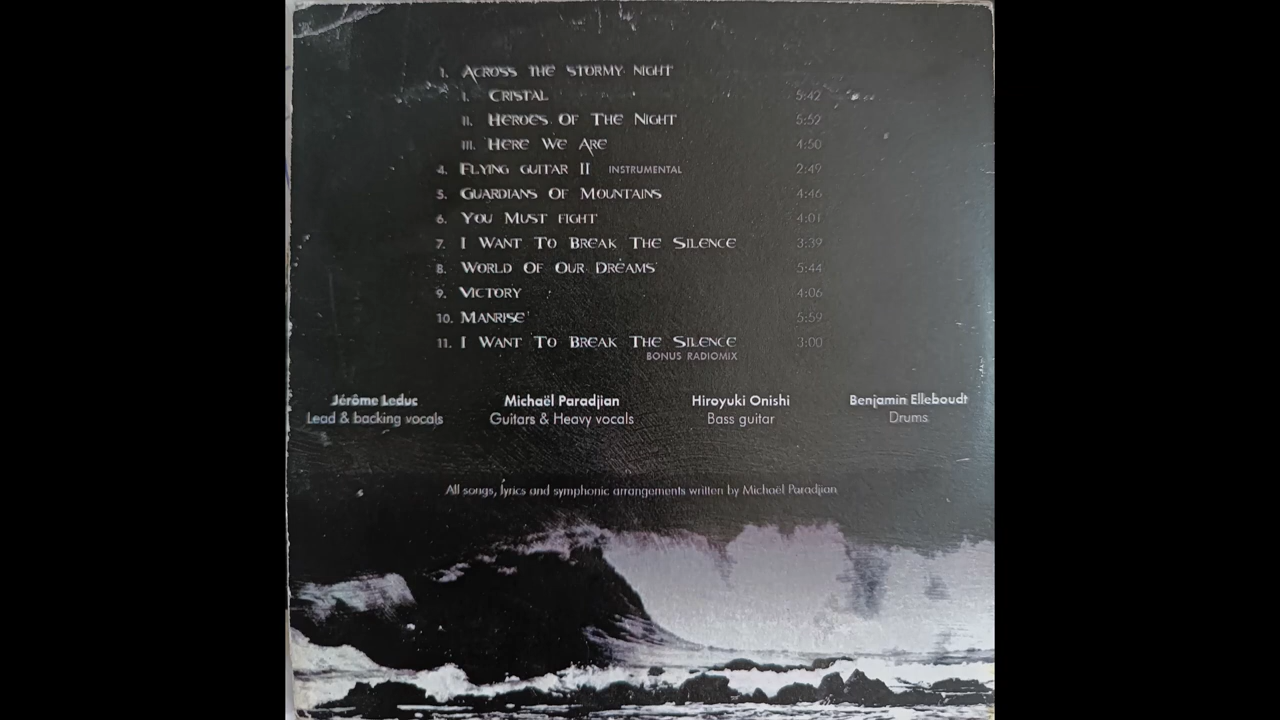 1. Across the stormy night
I. Cristal 5:42
II. Heroes Of The Night 5:52
III. Here We Are 4:50
4. Flying guitar II INSTRUMENTAL 2:49
5. Guardians Of Mountains 4:46
6. You Must fight 4:01
7. I Want To Break The Silence 3:39
8. World Of Our Dreams 5:44
9. Victory 4:06
10. Manrise 5:59
11. I Want To Break The Silence 3:00
BONUS RADIOMIX
Jérôme Leduc Michaël Paradjian Hiroyuki Onishi Benjamin Elleboudt
Lead & backing vocals Guitars & Heavy vocals Bass guitar Drums
All songs, lyrics and symphonic arrangements written by Michaël Paradjian